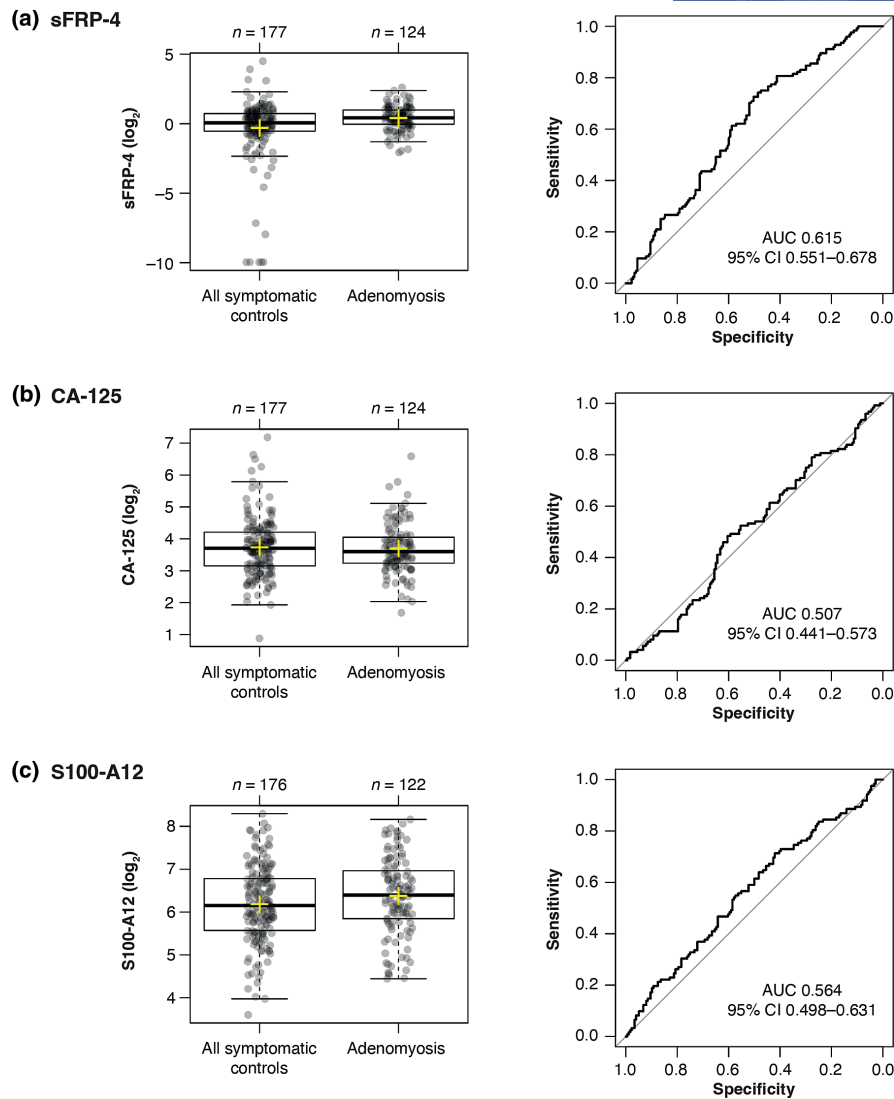 (a) sFRP-4
n = 177 n = 124
sFRP-4 (log2)
5
0
−5
−10
All symptomatic
controls
Adenomyosis
Sensitivity
1.0
0.8
0.6
0.4
0.2
0.0
AUC 0.615
95% CI 0.551–0.678
1.0 0.8 0.6 0.4 0.2 0.0
Specificity
(b) CA-125
n = 177 n = 124
CA-125 (log2)
7
6
5
4
3
2
1
All symptomatic
controls
Adenomyosis
Sensitivity
1.0
0.8
0.6
0.4
0.2
0.0
AUC 0.507
95% CI 0.441–0.573
1.0 0.8 0.6 0.4 0.2 0.0
Specificity
(c) S100-A12
n = 176 n = 122
S100-A12 (log2)
8
7
6
5
4
All symptomatic
controls
Adenomyosis
Sensitivity
1.0
0.8
0.6
0.4
0.2
0.0
AUC 0.564
95% CI 0.498–0.631
1.0 0.8 0.6 0.4 0.2 0.0
Specificity